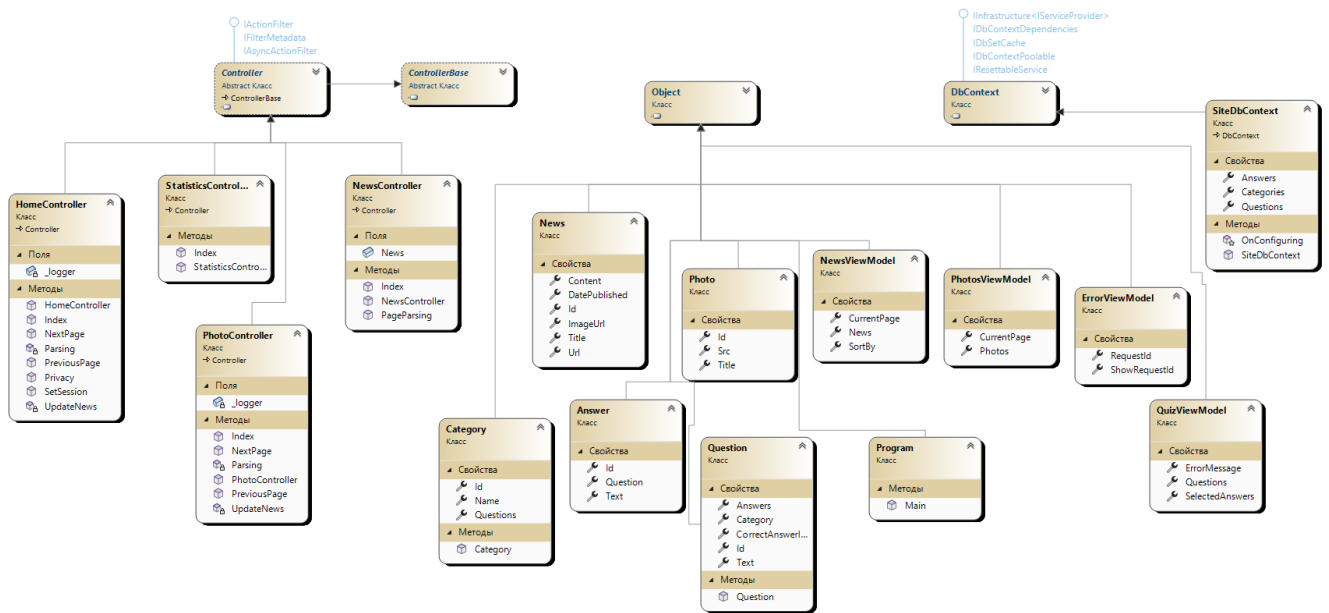 IActionFilter
IFilterMetadata
IAsyncActionFilter
Controller
Abstract Класс
ControllerBase
ControllerBase
Abstract Класс
Object
Класс
IInfrastructure<IServiceProvider>
IDbContextDependencies
IDbSetCache
IDbContextPoolable
IResettableService
DbContext
Класс
SiteDbContext
Класс
DbContext
Свойства
Answers
Categories
Questions
Методы
OnConfiguring
SiteDbContext
HomeController
Класс
Controller
Поля
_logger
Методы
HomeController
Index
NextPage
Parsing
PreviousPage
Privacy
SetSession
UpdateNews
StatisticsControl...
Класс
Controller
Методы
Index
StatisticsContro...
PhotoController
Класс
Controller
Поля
_logger
Методы
Index
NextPage
Parsing
PhotoController
PreviousPage
UpdateNews
NewsController
Класс
Controller
Поля
News
Методы
Index
NewsController
PageParsing
News
Класс
Свойства
Content
DatePublished
Id
ImageUrl
Title
Url
Photo
Класс
Свойства
Id
Src
Title
NewsViewModel
Класс
Свойства
CurrentPage
News
SortBy
PhotosViewModel
Класс
Свойства
CurrentPage
Photos
ErrorViewModel
Класс
Свойства
RequestId
ShowRequestId
Category
Класс
Свойства
Id
Name
Questions
Методы
Category
Answer
Класс
Свойства
Id
Question
Text
Question
Класс
Свойства
Answers
Category
CorrectAnswerI...
Id
Text
Методы
Question
Program
Класс
Методы
Main
QuizViewModel
Класс
Свойства
ErrorMessage
Questions
SelectedAnswers